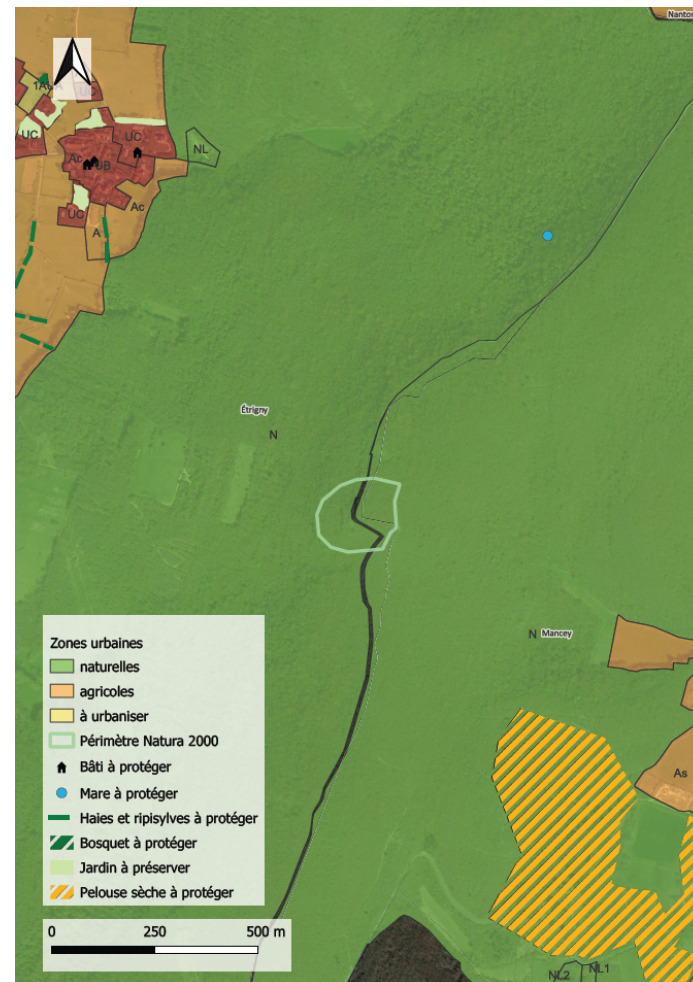 Nanton
UC
UC
UC
Ac
UB
NL
Ac
UC
A
Étrigny
N
N
Mancey
As
NL2
NL1
Zones urbaines
naturelles
agricoles
à urbaniser
Périmètre Natura 2000
Bâti à protéger
Mare à protéger
Haies et ripisylves à protéger
Bosquet à protéger
Jardin à préserver
Pelouse sèche à protéger
0 250 500 m